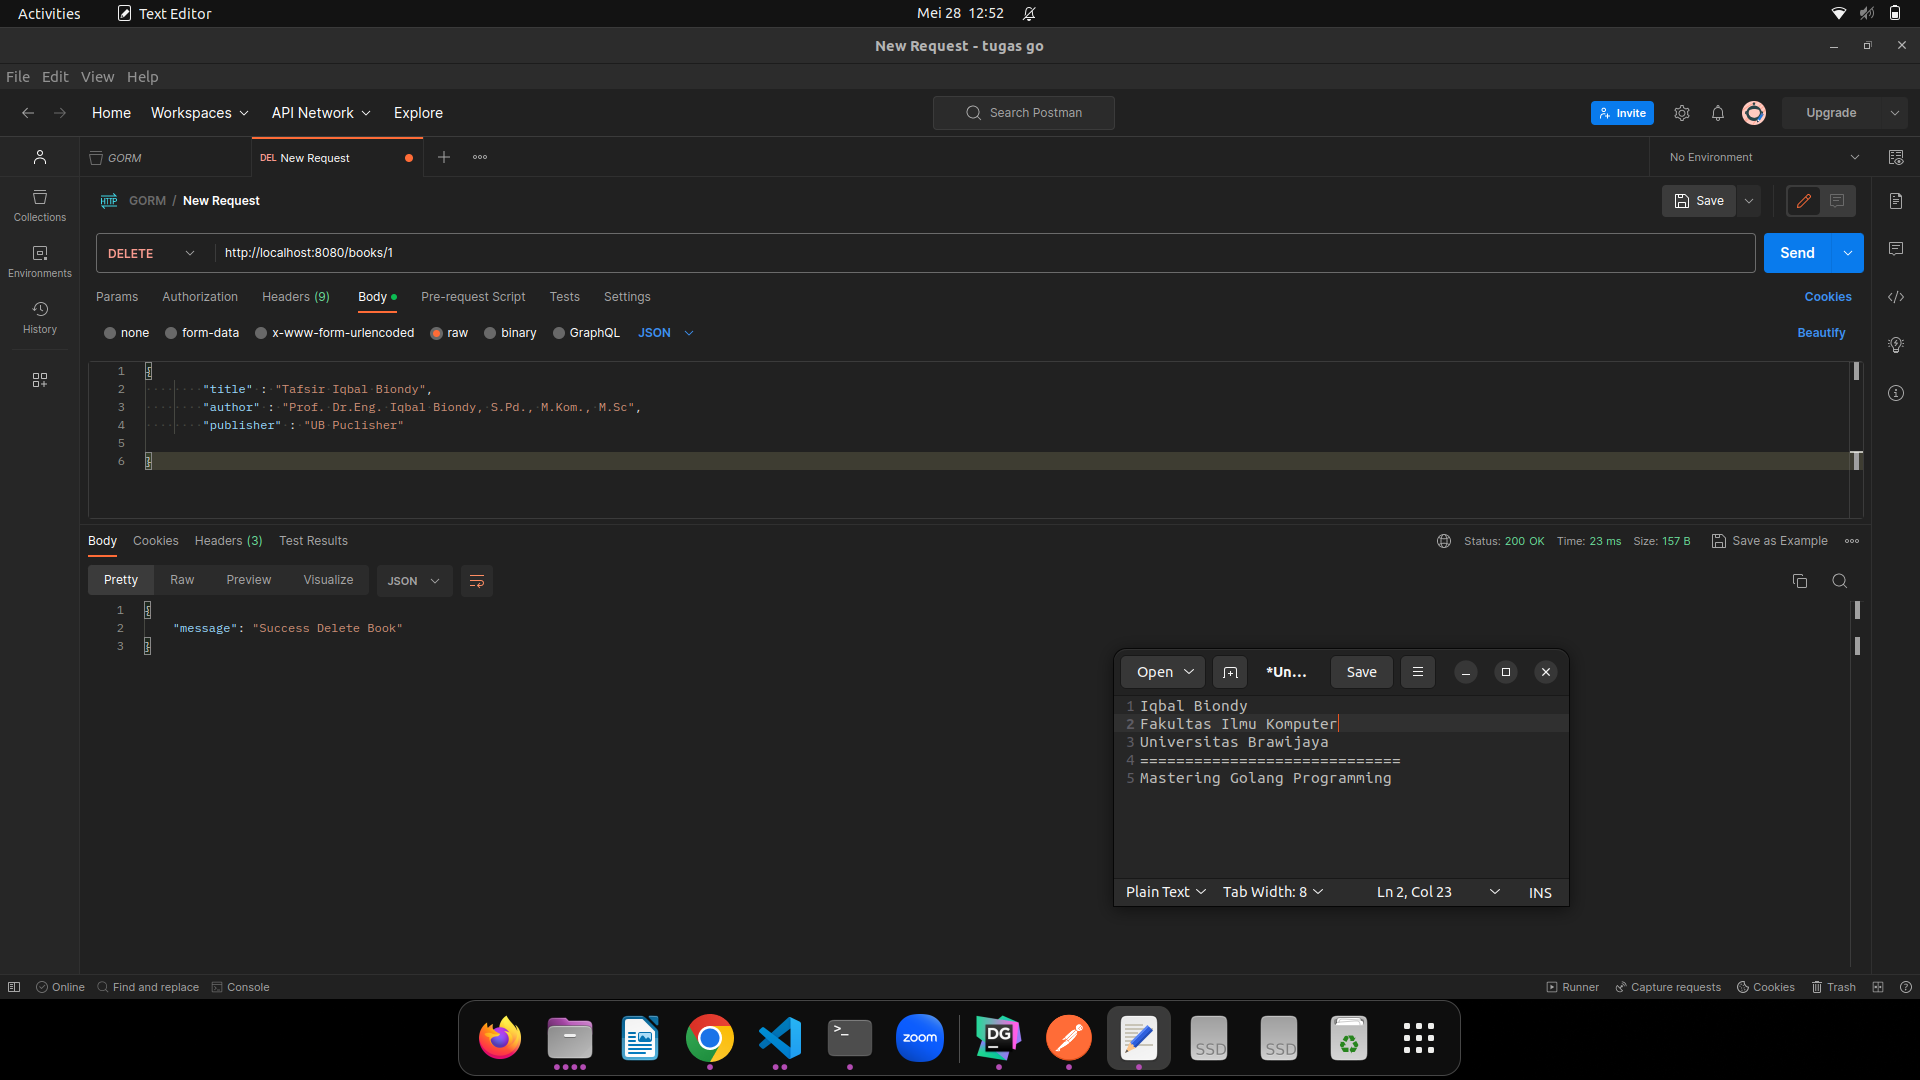 Activities Text Editor Mei 28 12:52
New Request - tugas go
File Edit View Help
Home Workspaces API Network Explore Search Postman Invite Upgrade
GORM DEL New Request No Environment
GORM / New Request Save
DELETE http://localhost:8080/books/1 Send
Params Authorization Headers (9) Body Pre-request Script Tests Settings Cookies
none form-data x-www-form-urlencoded raw binary GraphQL JSON Beautify
Collections
Environments
History
1 {
2 "title" : "Tafsir Iqbal Biondy",
3 "author" : "Prof. Dr.Eng. Iqbal Biondy, S.Pd., M.Kom., M.Sc",
4 "publisher" : "UB Puclisher"
5
6 }
Body Cookies Headers (3) Test Results Status: 200 OK Time: 23 ms Size: 157 B Save as Example
Pretty Raw Preview Visualize JSON
1 {
2 "message": "Success Delete Book"
3 }
Open *Un... Save
1 Iqbal Biondy
2 Fakultas Ilmu Komputer
3 Universitas Brawijaya
4 =============================
5 Mastering Golang Programming
Plain Text Tab Width: 8 Ln 2, Col 23 INS
Online Find and replace Console Runner Capture requests Cookies Trash
>_ zoom DG SSD SSD